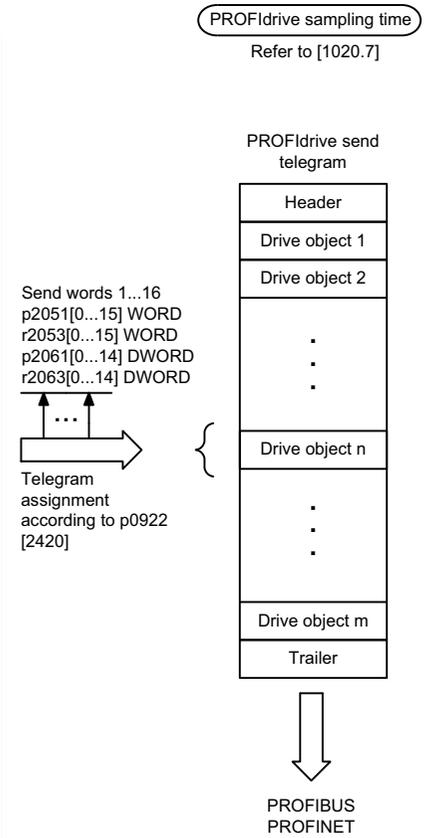 PROFIdrive sampling time
Refer to [1020.7]
PROFIdrive send
telegram
Header
Drive object 1
Drive object 2
Send words 1...16
p2051[0...15] WORD
r2053[0...15] WORD
p2061[0...14] DWORD
r2063[0...14] DWORD
...
Drive object n
Telegram
assignment
according to p0922
[2420]
Drive object m
Trailer
PROFIBUS
PROFINET